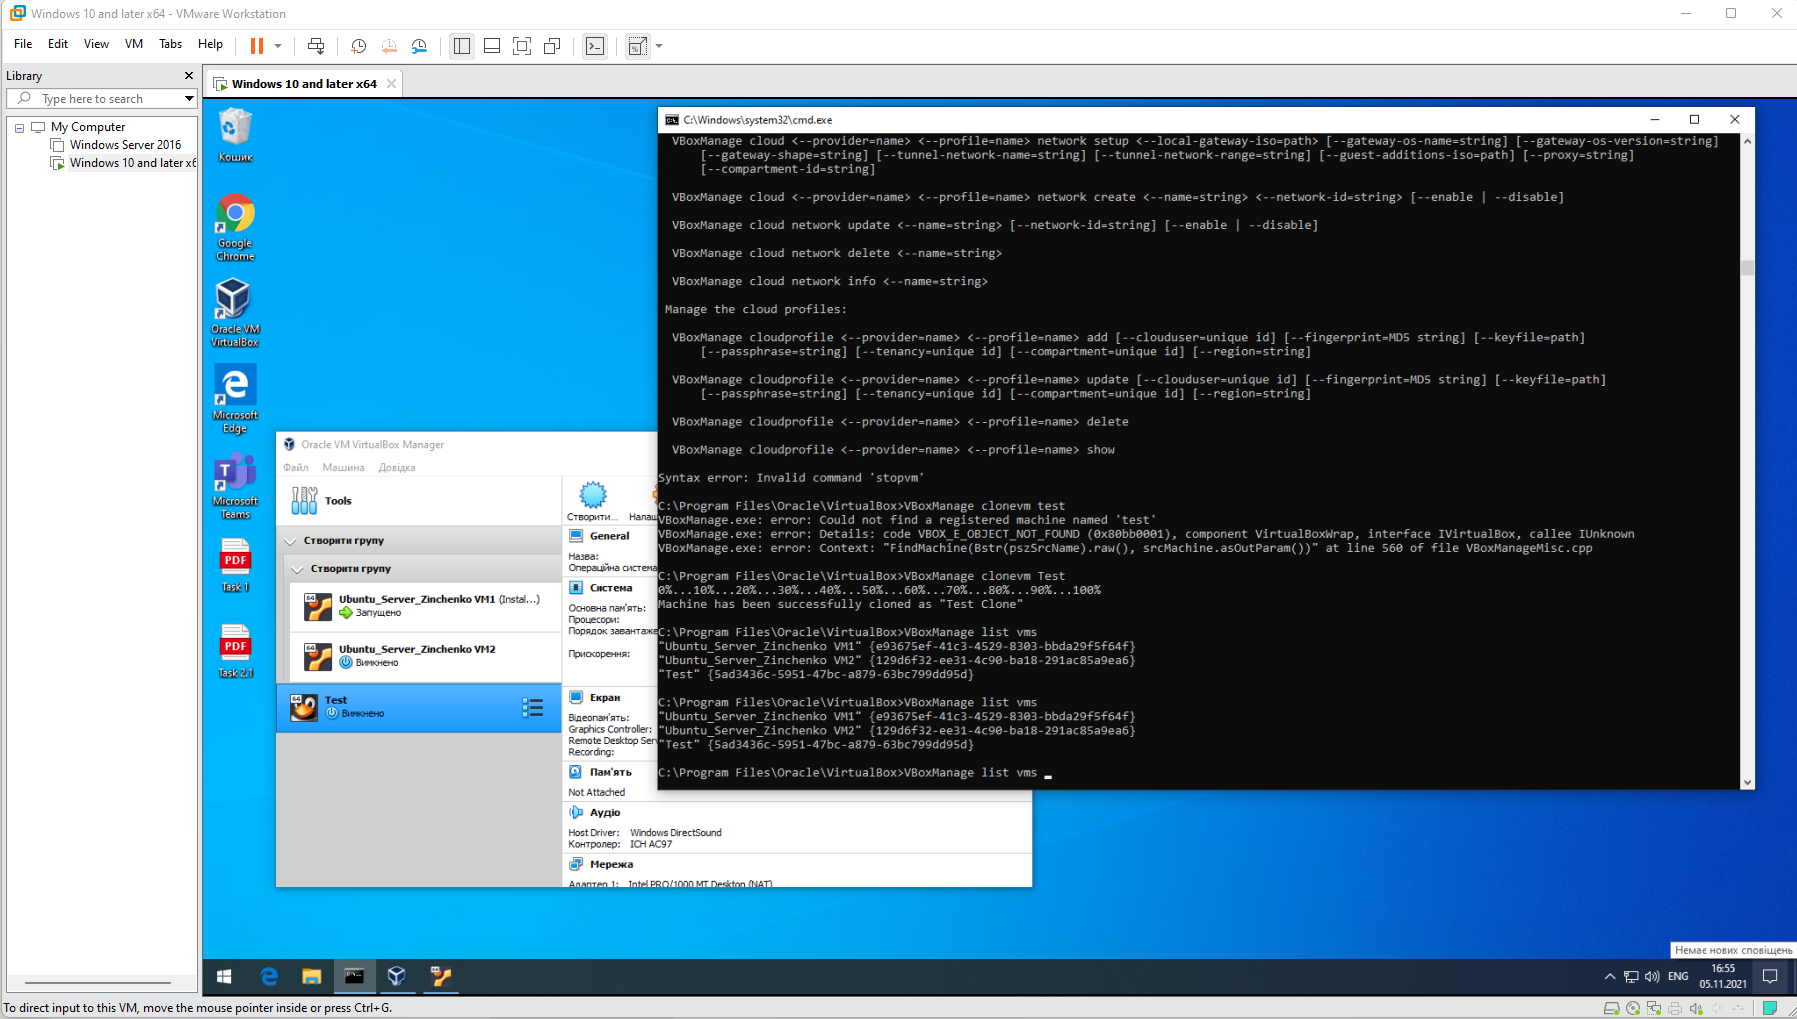 Windows 10 and later x64 - VMware Workstation
File Edit View VM Tabs Help
Library
Type here to search
My Computer
Windows Server 2016
Windows 10 and later x6
Windows 10 and later x64
Кошик
Google
Chrome
Oracle VM
VirtualBox
Microsoft
Edge
Microsoft
Teams
PDF
Task 1
PDF
Task 2.1
Oracle VM VirtualBox Manager
Файл Машина Довідка
Tools
Створити групу
Створити групу
Ubuntu_Server_Zinchenko VM1 (Instal...)
Запущено
Ubuntu_Server_Zinchenko VM2
Вимкнено
Test
Вимкнено
Створити... Налаш
General
Назва:
Операційна система
Система
Основна пам'ять:
Процесори:
Порядок завантаже
Прискорення:
Екран
Відеопам'ять:
Graphics Controller:
Remote Desktop Serv
Recording:
Пам'ять
Not Attached
Аудіо
Host Driver: Windows DirectSound
Контролер: ICH AC97
Мережа
Адаптер 1: Intel PRO/1000 MT Desktop (NAT)
C:\Windows\system32\cmd.exe
VBoxManage cloud <--provider=name> <--profile=name> network setup <--local-gateway-iso=path> [--gateway-os-name=string] [--gateway-os-version=string]
[--gateway-shape=string] [--tunnel-network-name=string] [--tunnel-network-range=string] [--guest-additions-iso=path] [--proxy=string]
[--compartment-id=string]
VBoxManage cloud <--provider=name> <--profile=name> network create <--name=string> <--network-id=string> [--enable | --disable]
VBoxManage cloud network update <--name=string> [--network-id=string] [--enable | --disable]
VBoxManage cloud network delete <--name=string>
VBoxManage cloud network info <--name=string>
Manage the cloud profiles:
VBoxManage cloudprofile <--provider=name> <--profile=name> add [--clouduser=unique id] [--fingerprint=MD5 string] [--keyfile=path]
[--passphrase=string] [--tenancy=unique id] [--compartment=unique id] [--region=string]
VBoxManage cloudprofile <--provider=name> <--profile=name> update [--clouduser=unique id] [--fingerprint=MD5 string] [--keyfile=path]
[--passphrase=string] [--tenancy=unique id] [--compartment=unique id] [--region=string]
VBoxManage cloudprofile <--provider=name> <--profile=name> delete
VBoxManage cloudprofile <--provider=name> <--profile=name> show
Syntax error: Invalid command 'stopvm'
C:\Program Files\Oracle\VirtualBox>VBoxManage clonevm test
VBoxManage.exe: error: Could not find a registered machine named 'test'
VBoxManage.exe: error: Details: code VBOX_E_OBJECT_NOT_FOUND (0x80bb0001), component VirtualBoxWrap, interface IVirtualBox, callee IUnknown
VBoxManage.exe: error: Context: "FindMachine(Bstr(pszSrcName).raw(), srcMachine.asOutParam())" at line 560 of file VBoxManageMisc.cpp
C:\Program Files\Oracle\VirtualBox>VBoxManage clonevm Test
0%...10%...20%...30%...40%...50%...60%...70%...80%...90%...100%
Machine has been successfully cloned as "Test Clone"
C:\Program Files\Oracle\VirtualBox>VBoxManage list vms
"Ubuntu_Server_Zinchenko VM1" {e93675ef-41c3-4529-8303-bbda29f5f64f}
"Ubuntu_Server_Zinchenko VM2" {129d6f32-ee31-4c90-ba18-291ac85a9ea6}
"Test" {5ad3436c-5951-47bc-a879-63bc799dd95d}
C:\Program Files\Oracle\VirtualBox>VBoxManage list vms
"Ubuntu_Server_Zinchenko VM1" {e93675ef-41c3-4529-8303-bbda29f5f64f}
"Ubuntu_Server_Zinchenko VM2" {129d6f32-ee31-4c90-ba18-291ac85a9ea6}
"Test" {5ad3436c-5951-47bc-a879-63bc799dd95d}
C:\Program Files\Oracle\VirtualBox>VBoxManage list vms
Немає нових сповіщень
ENG
16:55
05.11.2021
To direct input to this VM, move the mouse pointer inside or press Ctrl+G.